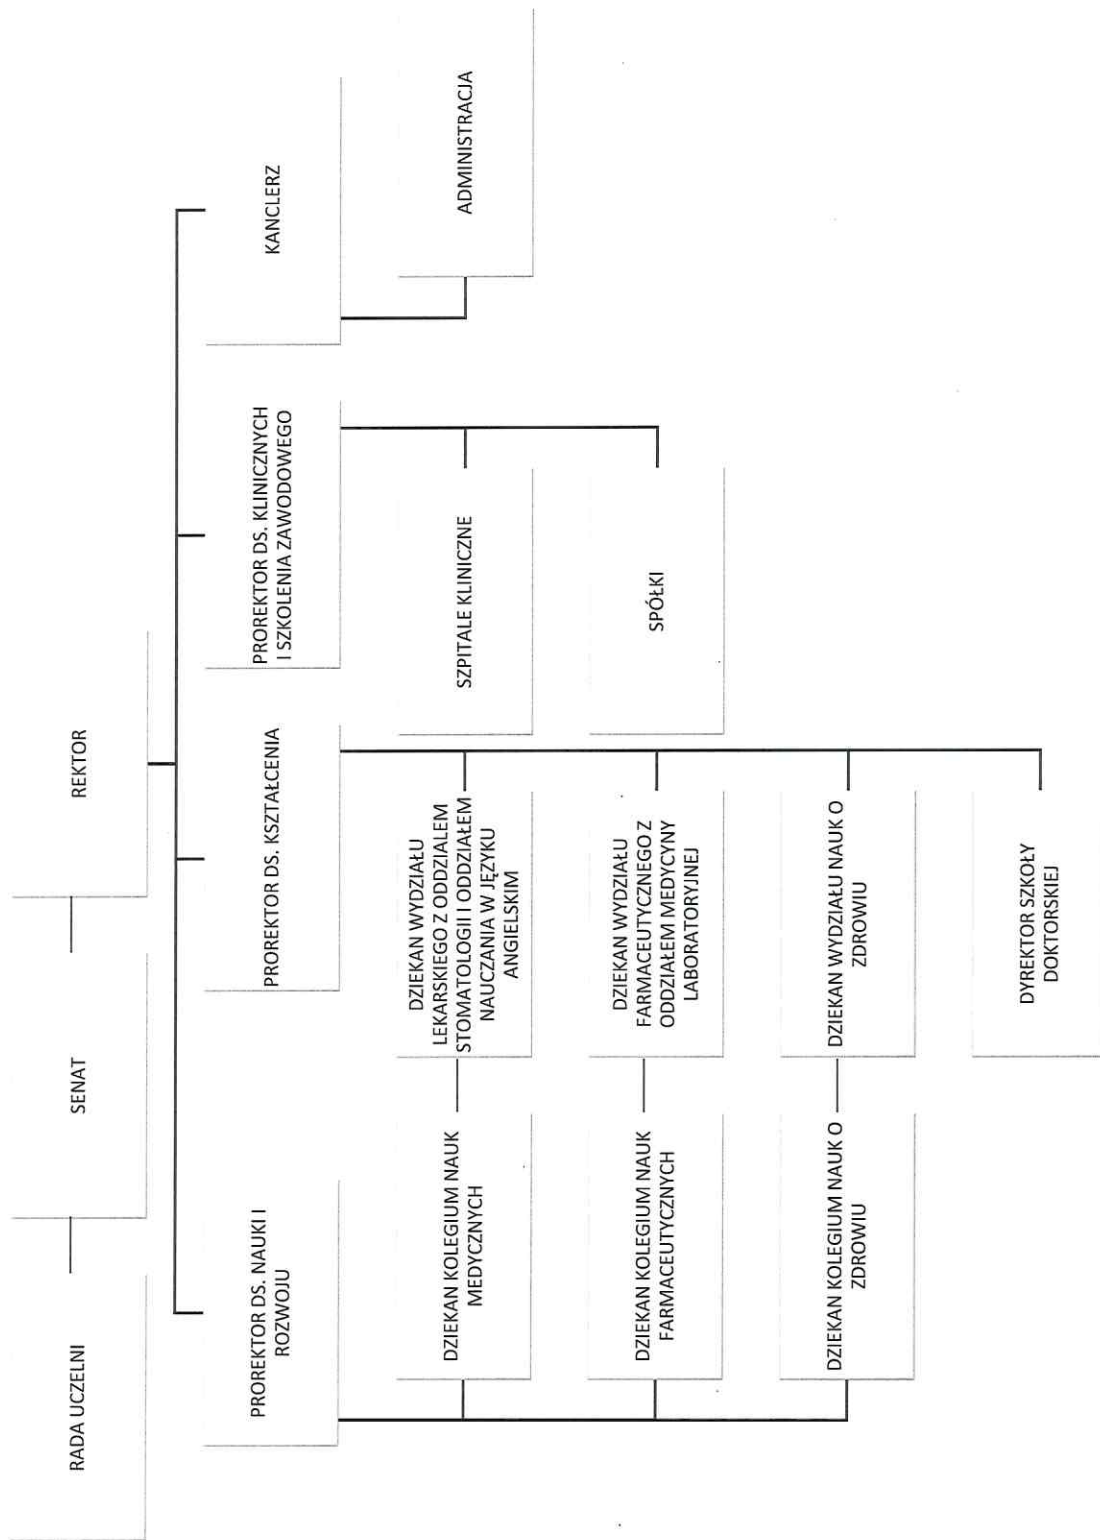 RADA UCZELNI
SENAT
REKTOR
PROREKTOR DS. NAUKI I
ROZWOJU
PROREKTOR DS. KSZTAŁCENIA
PROREKTOR DS. KLINICZNYCH
I SZKOLENIA ZAWODOWEGO
KANCLERZ
DZIEKAN KOLEGIUM NAUK
MEDYCZNYCH
DZIEKAN WYDZIAŁU
LEKARSKIEGO Z ODDZIALEM
STOMATOLOGII I ODDZIAŁEM
NAUCZANIA W JĘZYKU
ANGIELSKIM
SZPITALE KLINICZNE
ADMINISTRACJA
DZIEKAN KOLEGIUM NAUK
FARMACEUTYCZNYCH
DZIEKAN WYDZIAŁU
FARMACEUTYCZNEGO Z
ODDZIAŁEM MEDYCYNY
LABORATORYJNEJ
SPÓŁKI
DZIEKAN KOLEGIUM NAUK O
ZDROWIU
DZIEKAN WYDZIAŁU NAUK O
ZDROWIU
DYREKTOR SZKOŁY
DOKTORSKIEJ